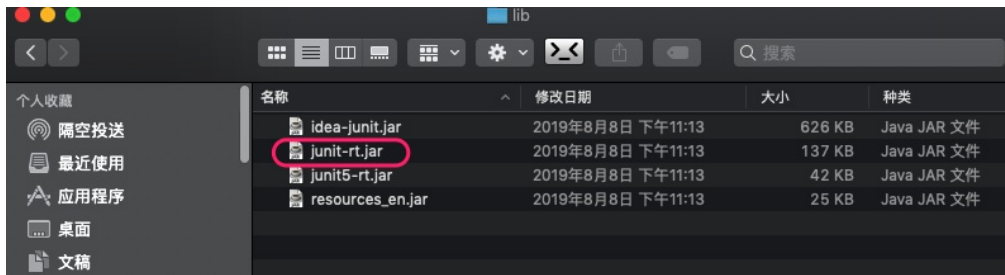 lib
搜索
个人收藏
名称 修改日期 大小 种类
隔空投送
idea-junit.jar 2019年8月8日 下午11:13 626 KB Java JAR 文件
最近使用
junit-rt.jar 2019年8月8日 下午11:13 137 KB Java JAR 文件
junit5-rt.jar 2019年8月8日 下午11:13 42 KB Java JAR 文件
应用程序
resources_en.jar 2019年8月8日 下午11:13 25 KB Java JAR 文件
桌面
文稿